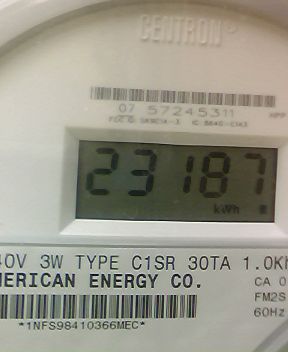 CENTRON®
07 57245311
23187
kWh
40V 3W TYPE C1SR 30TA 1.0Kh
MERICAN ENERGY CO.
CA 0
FM2S
60Hz
*1NFS98410366MEC*